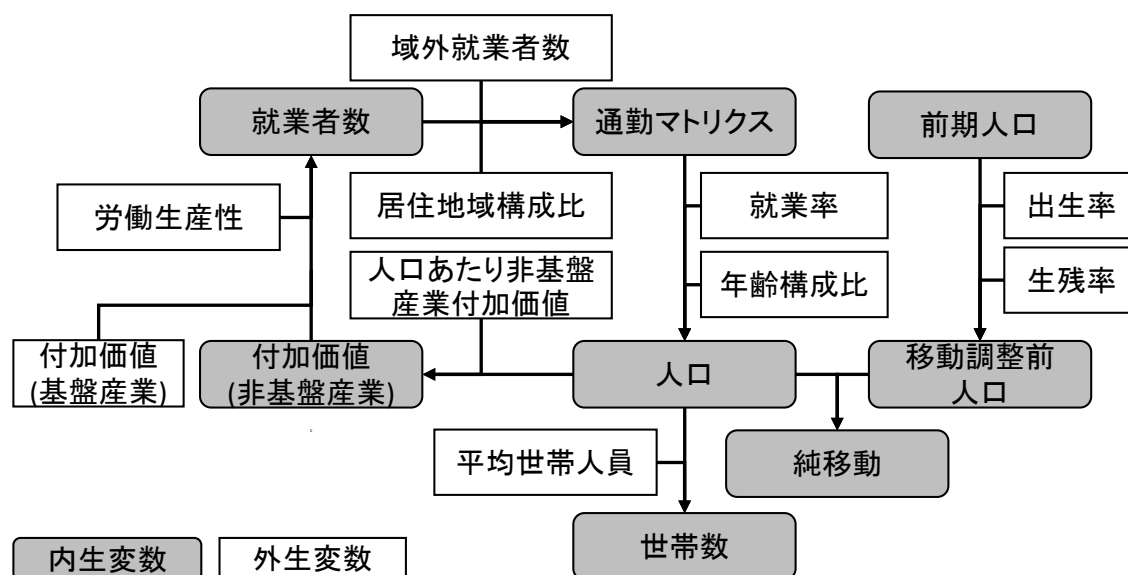 域外就業者数
就業者数
通勤マトリクス
前期人口
労働生産性
居住地域構成比
就業率
出生率
人口あたり非基盤
産業付加価値
年齢構成比
生残率
付加価値
(基盤産業)
付加価値
(非基盤産業)
人口
移動調整前
人口
平均世帯人員
純移動
世帯数
内生変数
外生変数